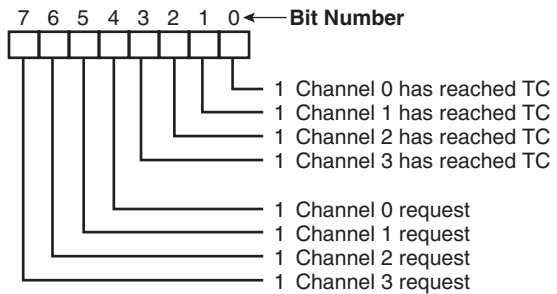 7 6 5 4 3 2 1 0 Bit Number
1 Channel 0 has reached TC
1 Channel 1 has reached TC
1 Channel 2 has reached TC
1 Channel 3 has reached TC
1 Channel 0 request
1 Channel 1 request
1 Channel 2 request
1 Channel 3 request